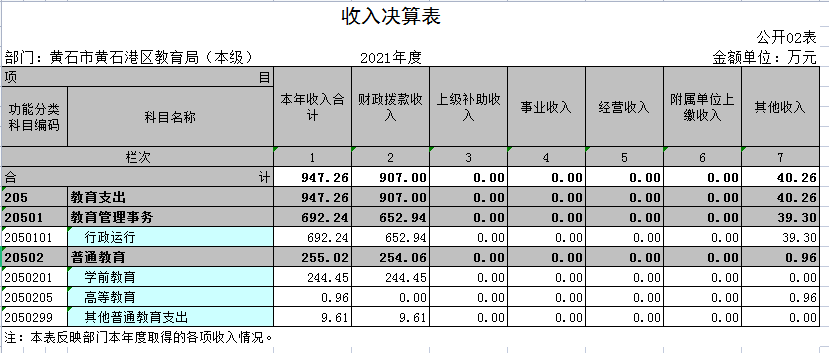 收入决算表
公开02表
部门：黄石市黄石港区教育局（本级） 2021年度 金额单位：万元
项 目 本年收入合计 财政拨款收入 上级补助收入 事业收入 经营收入 附属单位上缴收入 其他收入
功能分类科目编码 科目名称
栏次 1 2 3 4 5 6 7
合 计 947.26 907.00 0.00 0.00 0.00 0.00 40.26
205 教育支出 947.26 907.00 0.00 0.00 0.00 0.00 40.26
20501 教育管理事务 692.24 652.94 0.00 0.00 0.00 0.00 39.30
2050101 行政运行 692.24 652.94 0.00 0.00 0.00 0.00 39.30
20502 普通教育 255.02 254.06 0.00 0.00 0.00 0.00 0.96
2050201 学前教育 244.45 244.45 0.00 0.00 0.00 0.00 0.00
2050205 高等教育 0.96 0.00 0.00 0.00 0.00 0.00 0.96
2050299 其他普通教育支出 9.61 9.61 0.00 0.00 0.00 0.00 0.00
注：本表反映部门本年度取得的各项收入情况。